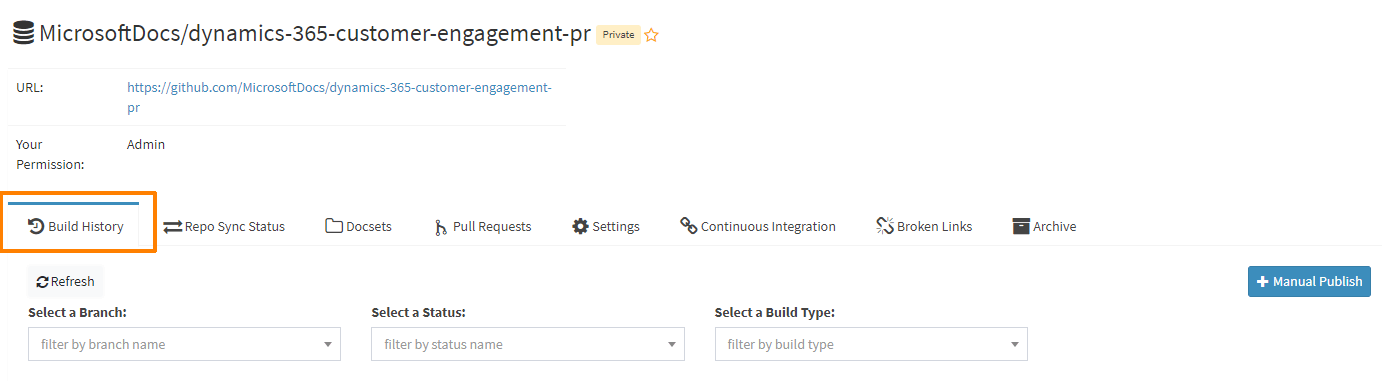 MicrosoftDocs/dynamics-365-customer-engagement-pr Private
URL: https://github.com/MicrosoftDocs/dynamics-365-customer-engagement-
pr
Your Admin
Permission:
Build History Repo Sync Status Docsets Pull Requests Settings Continuous Integration Broken Links Archive
Refresh Manual Publish
Select a Branch: Select a Status: Select a Build Type:
filter by branch name filter by status name filter by build type